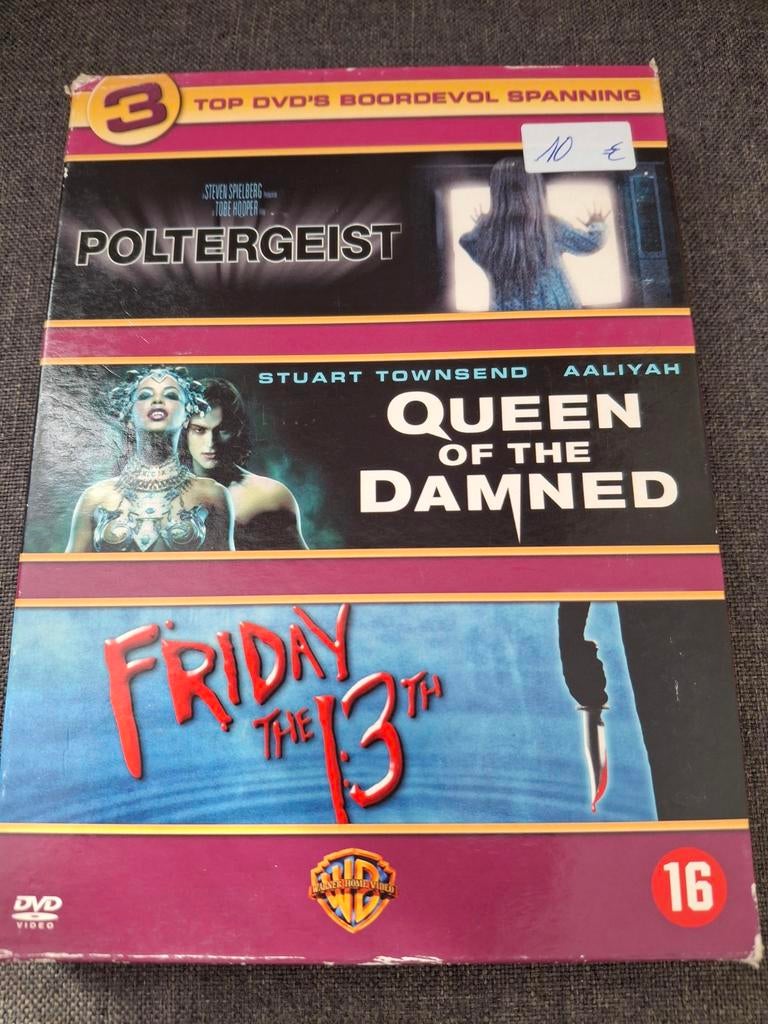 3 TOP DVD'S BOORDEVOL SPANNING
10 €
STEVEN SPIELBERG
TOBE HOOPER
POLTERGEIST
STUART TOWNSEND AALIYAH
QUEEN
OF THE
DAMNED
FRIDAY
THE 13TH
WARNER HOME VIDEO
16
DVD
VIDEO